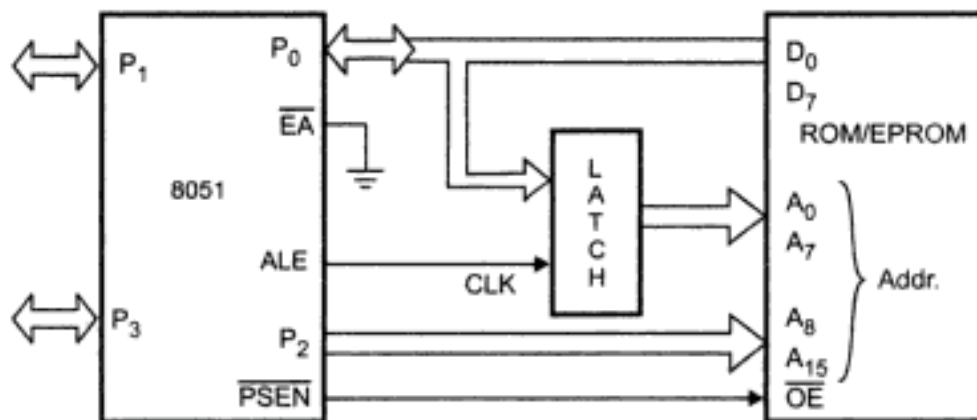 P1
P0
EA
8051
ALE
P3
P2
PSEN
CLK
LATCH
D0
D7
ROM/EPROM
A0
A7
Addr.
A8
A15
OE